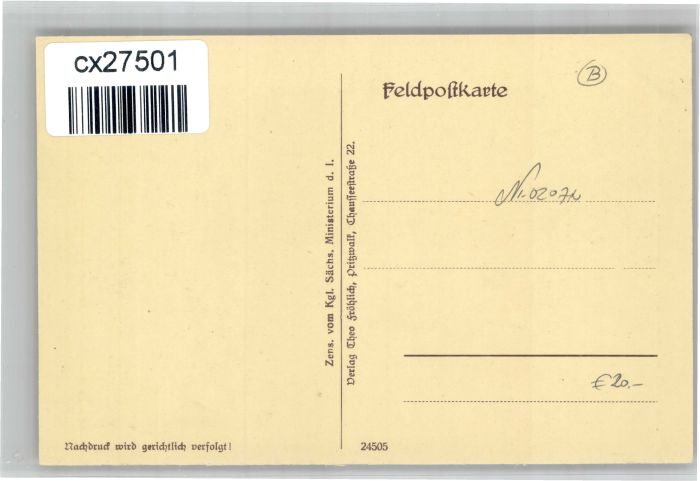 cx27501
Feldpostkarte
B
Zens. vom Kgl. Sächs. Ministerium d. I.
Verlag Theo Fröhlich, Pritzwalk, Chausseestraße 22.
€20.-
Nachdruck wird gerichtlich verfolgt!
24505